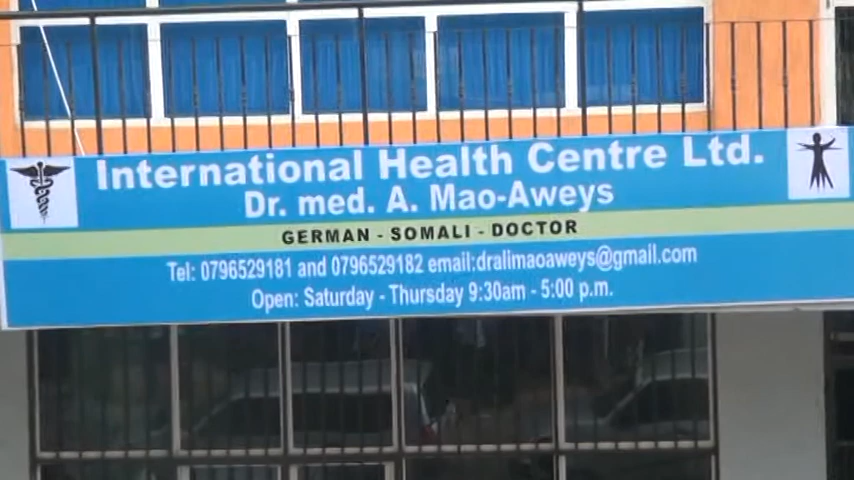 International Health Centre Ltd.
Dr. med. A. Mao-Aweys
GERMAN - SOMALI - DOCTOR
Tel: 0796529181 and 0796529182 email:dralimaoaweys@gmail.com
Open: Saturday - Thursday 9:30am - 5:00 p.m.